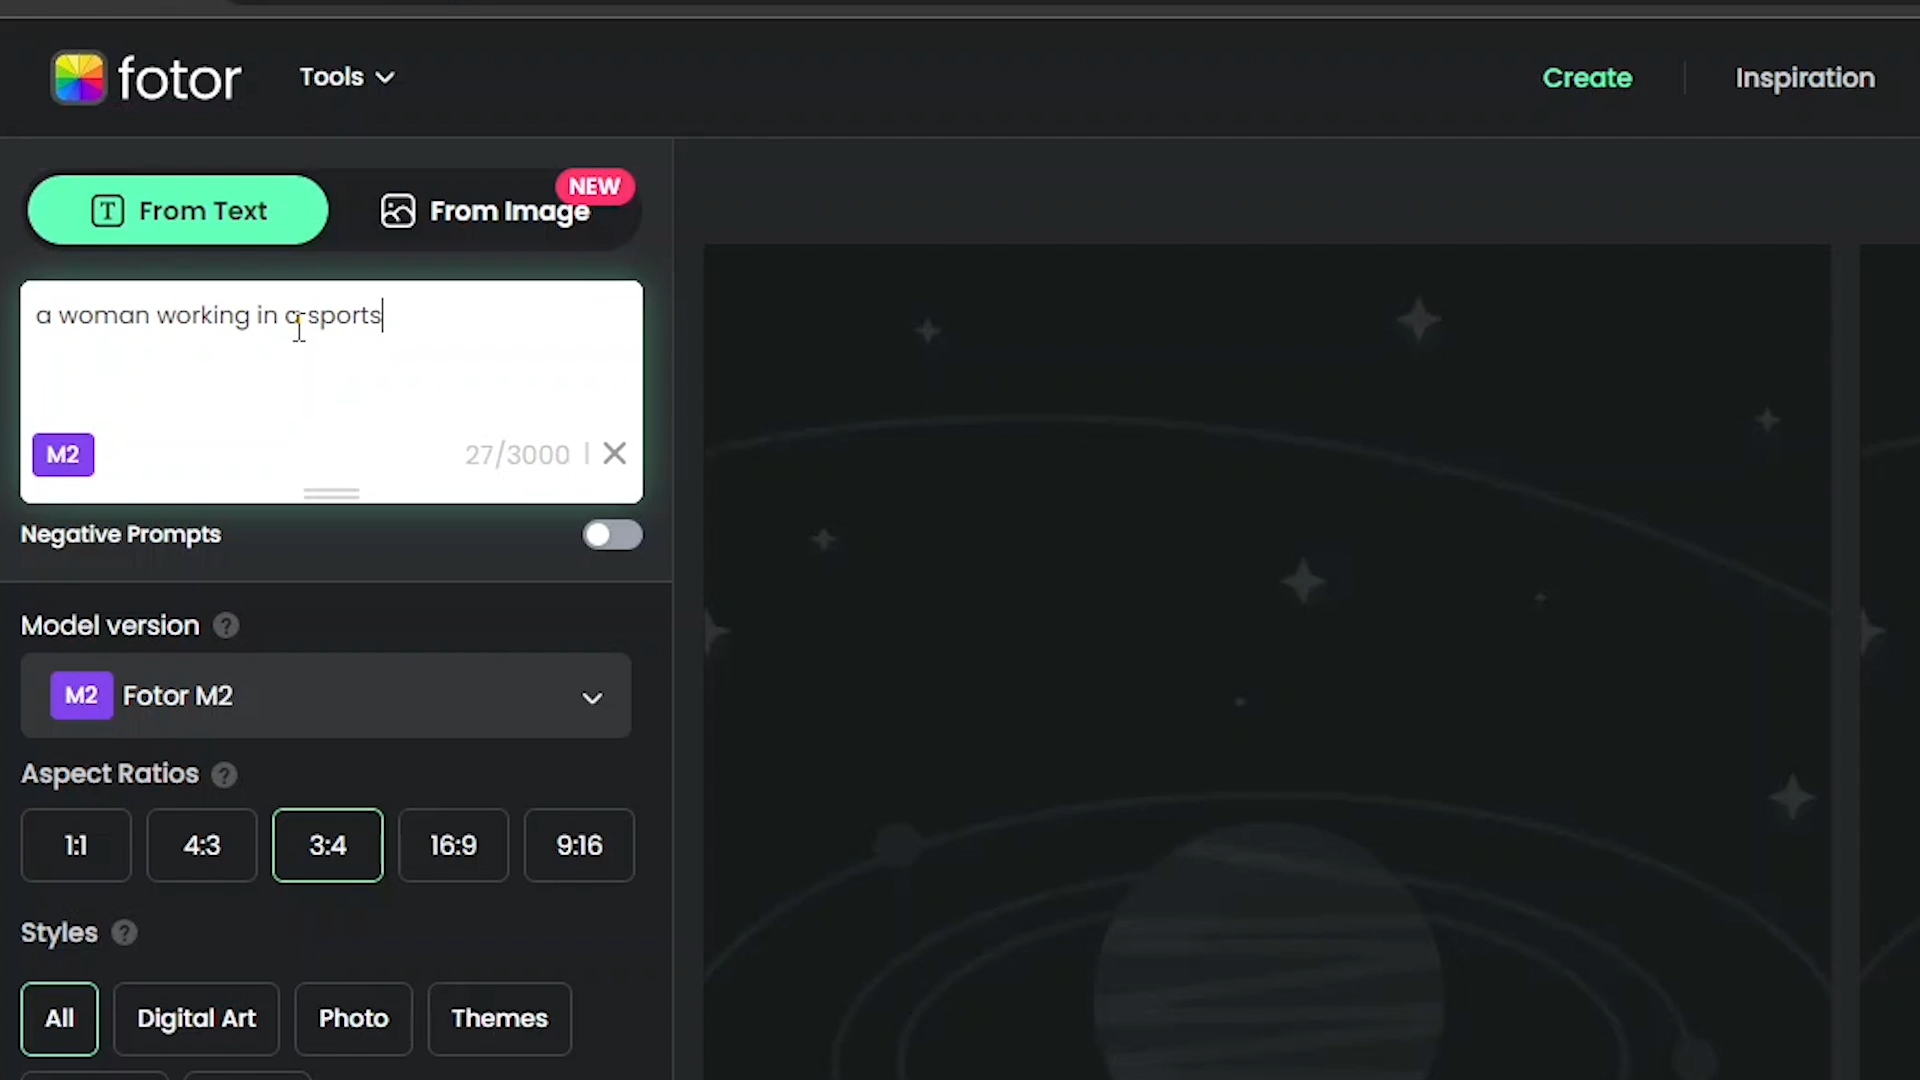 fotor
Tools
Create
Inspiration
From Text
From Image
NEW
a woman working in a sports
M2
27/3000
Negative Prompts
Model version ?
M2 Fotor M2
Aspect Ratios ?
1:1 4:3 3:4 16:9 9:16
Styles ?
All Digital Art Photo Themes